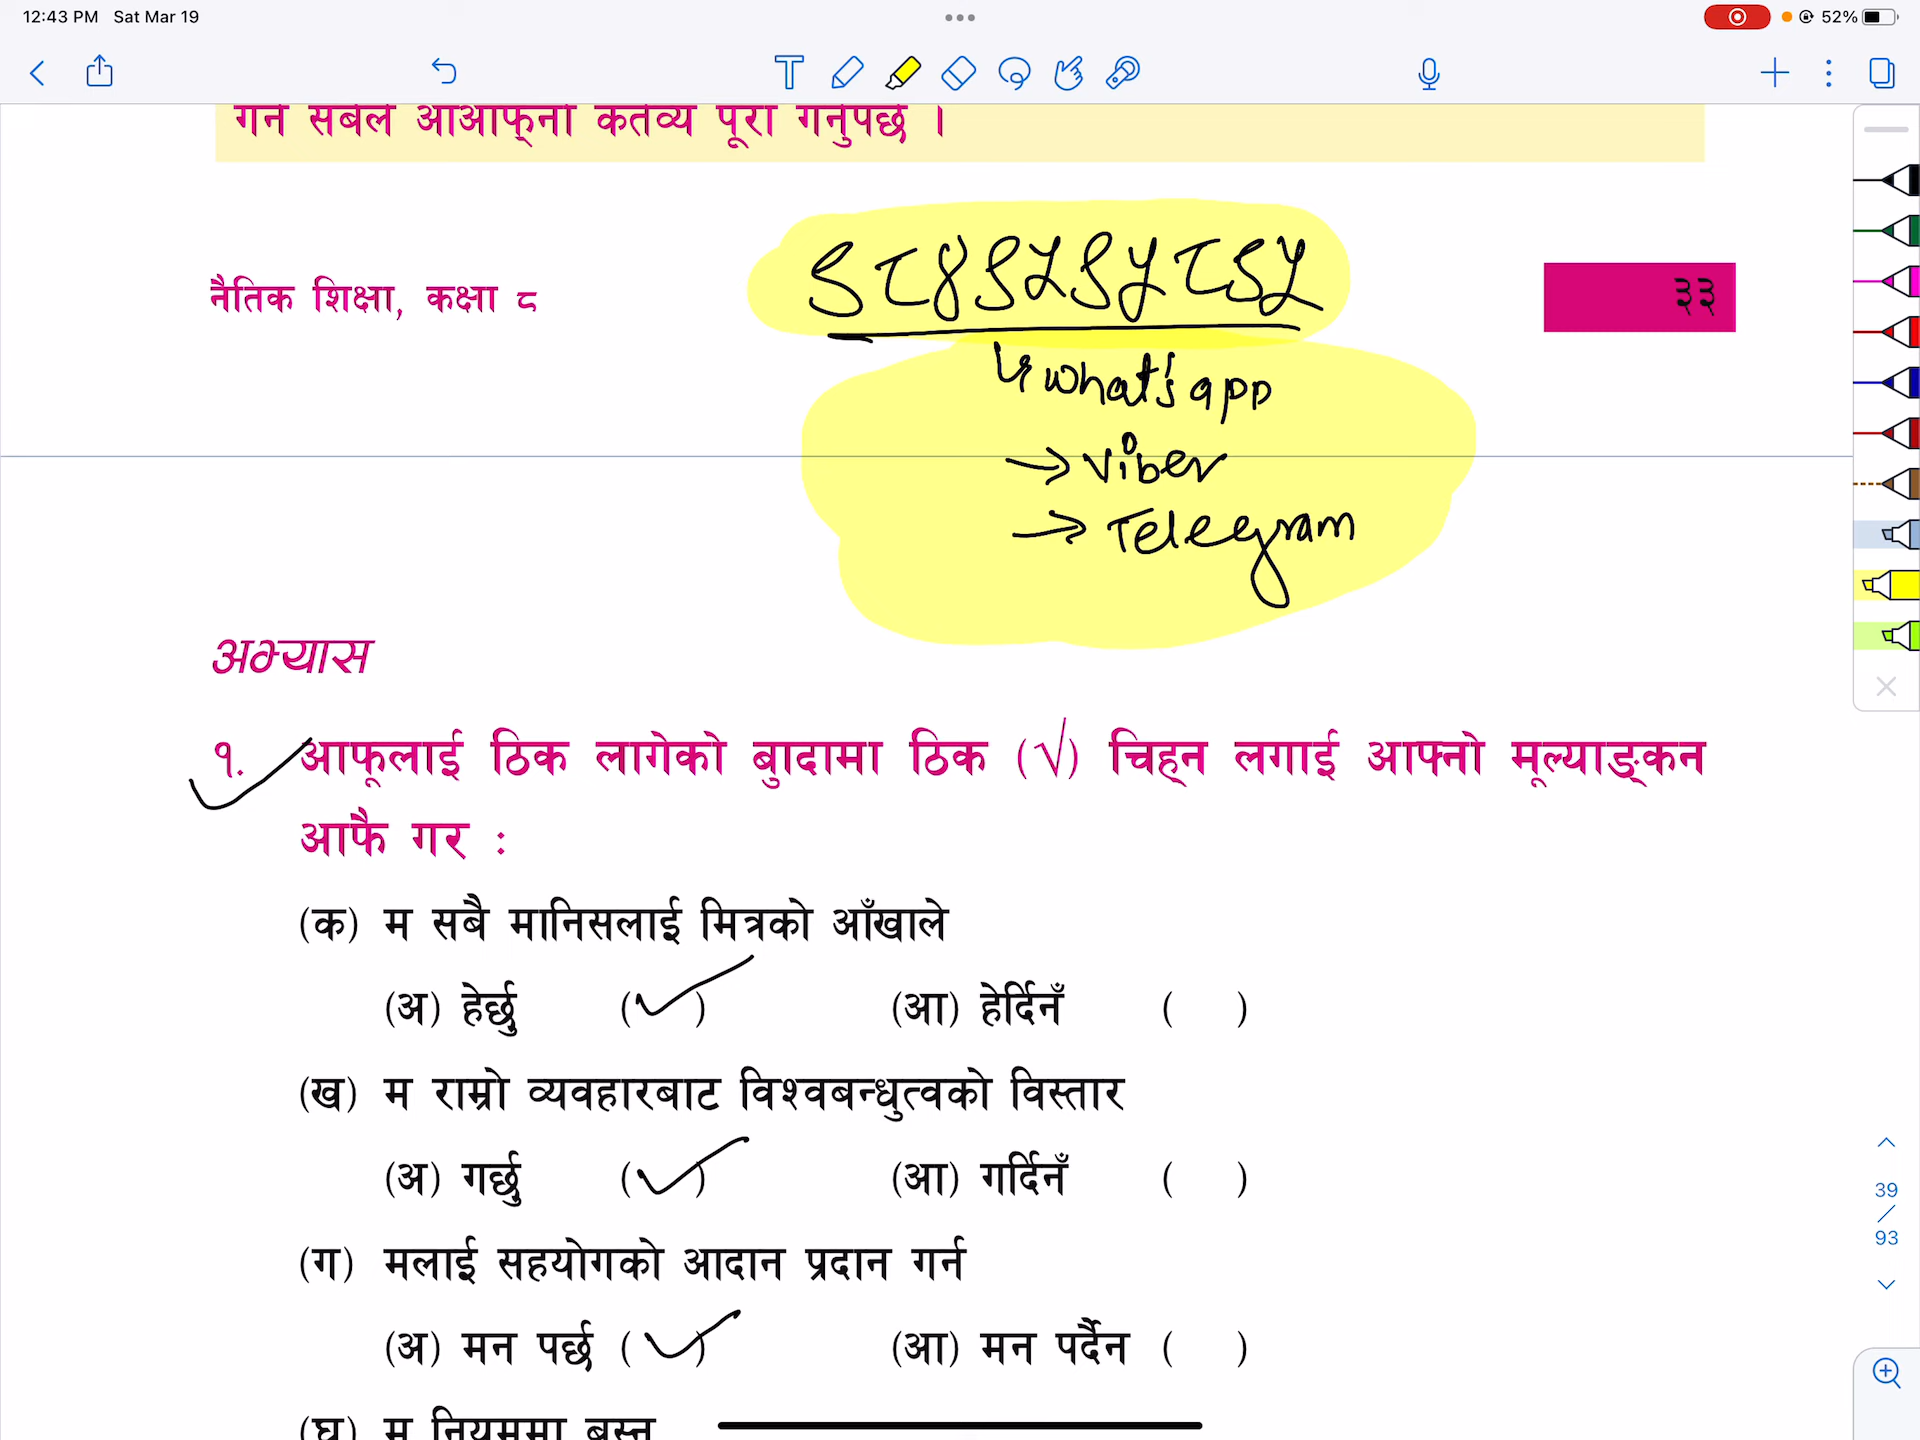 12:43 PM Sat Mar 19
52%
गर्न सबैले आआफ्नो कर्तव्य पूरा गर्नुपर्छ ।
नैतिक शिक्षा, कक्षा ८
३३
what's app
→ viber
→ Telegram
अभ्यास
१. आफूलाई ठिक लागेको बुादामा ठिक (√) चिह्न लगाई आफ्नो मूल्याङ्कन
आफै गर :
(क) म सबै मानिसलाई मित्रको आँखाले
(अ) हेर्छु (✓) (आ) हेर्दिनँ ( )
(ख) म राम्रो व्यवहारबाट विश्वबन्धुत्वको विस्तार
(अ) गर्छु (✓) (आ) गर्दिनँ ( )
(ग) मलाई सहयोगको आदान प्रदान गर्न
(अ) मन पर्छ (✓) (आ) मन पर्दैन ( )
(घ) म नियममा बस्न
39
/
93